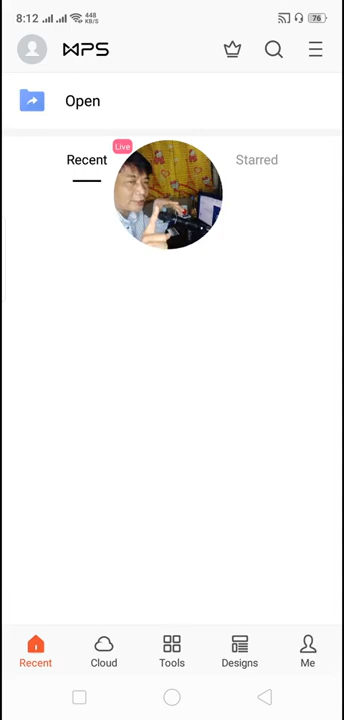 8:12 448 KB/S 76
WPS
Open
Recent Live Starred
Recent Cloud Tools Designs Me